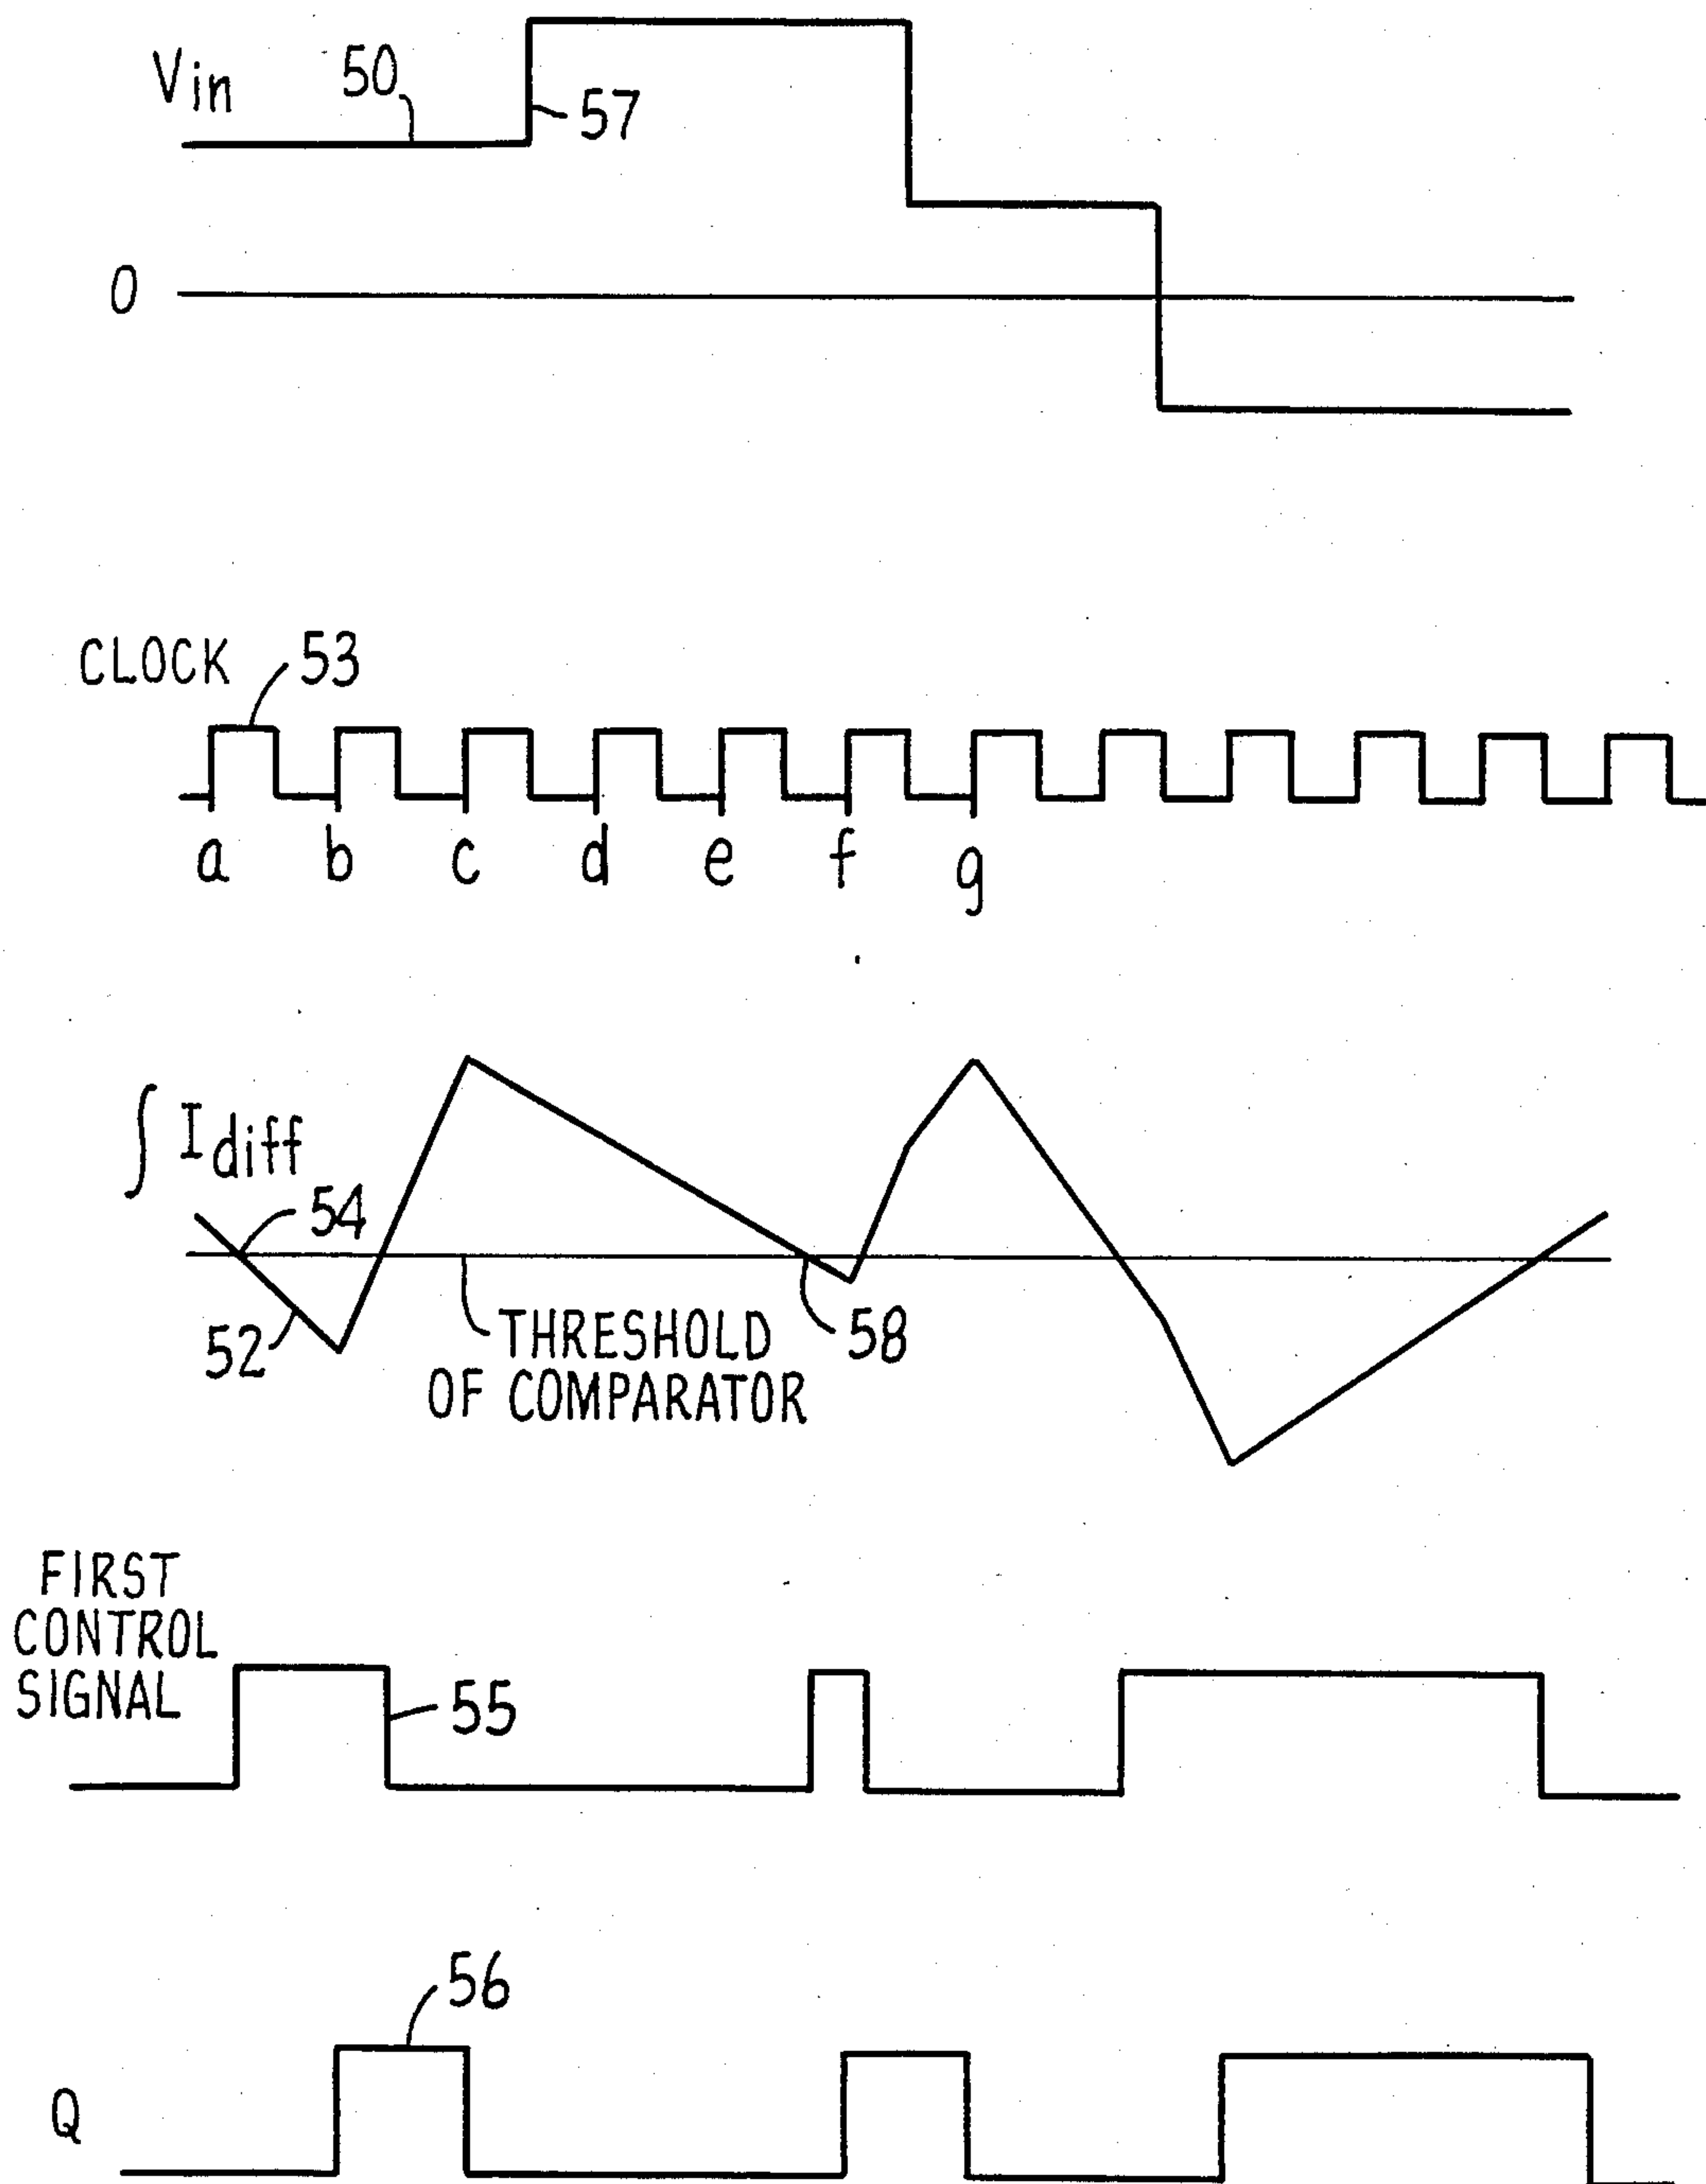 Vin
50
57
0
CLOCK
53
a b c d e f g
∫ Idiff
54
52
THRESHOLD
OF COMPARATOR
58
FIRST
CONTROL
SIGNAL
55
56
Q